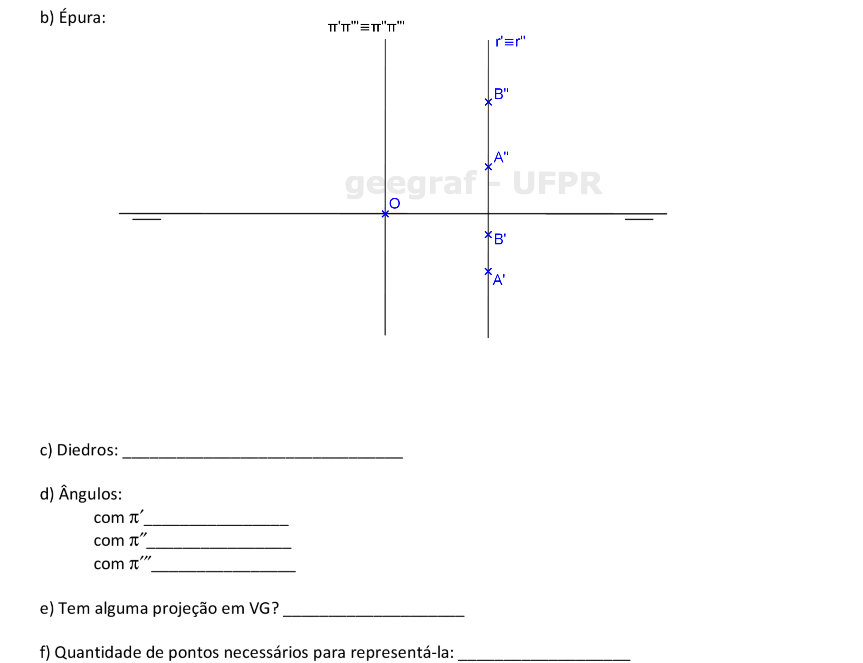 b) Épura:
π'π'''≡π''π'''
r'≡r''
B''
A''
geegraf - UFPR
O
B'
A'
c) Diedros: ______________________________
d) Ângulos:
com π′________________
com π″________________
com π‴________________
e) Tem alguma projeção em VG? ____________________
f) Quantidade de pontos necessários para representá-la: ___________________